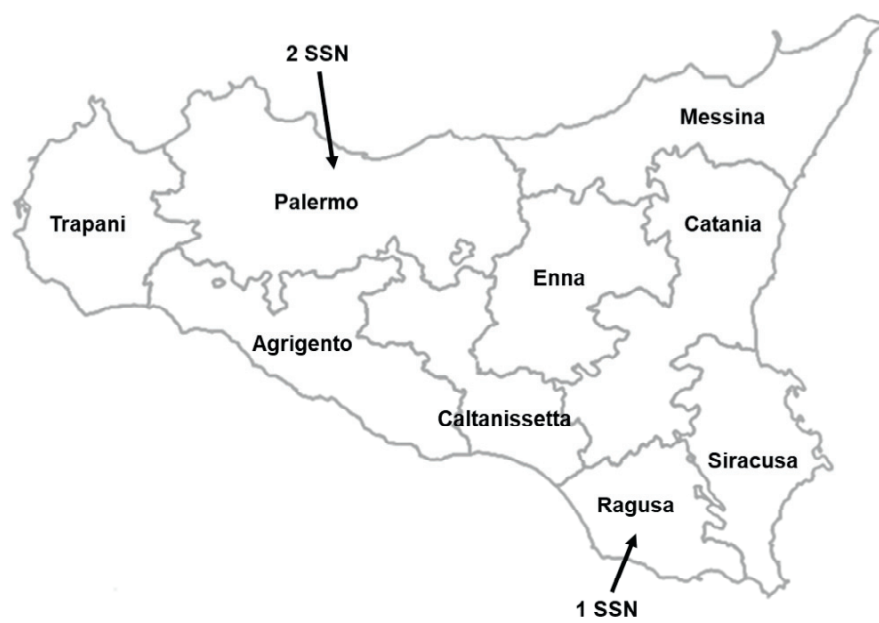 2 SSN
Messina
Palermo
Trapani
Catania
Enna
Agrigento
Caltanissetta
Siracusa
Ragusa
1 SSN